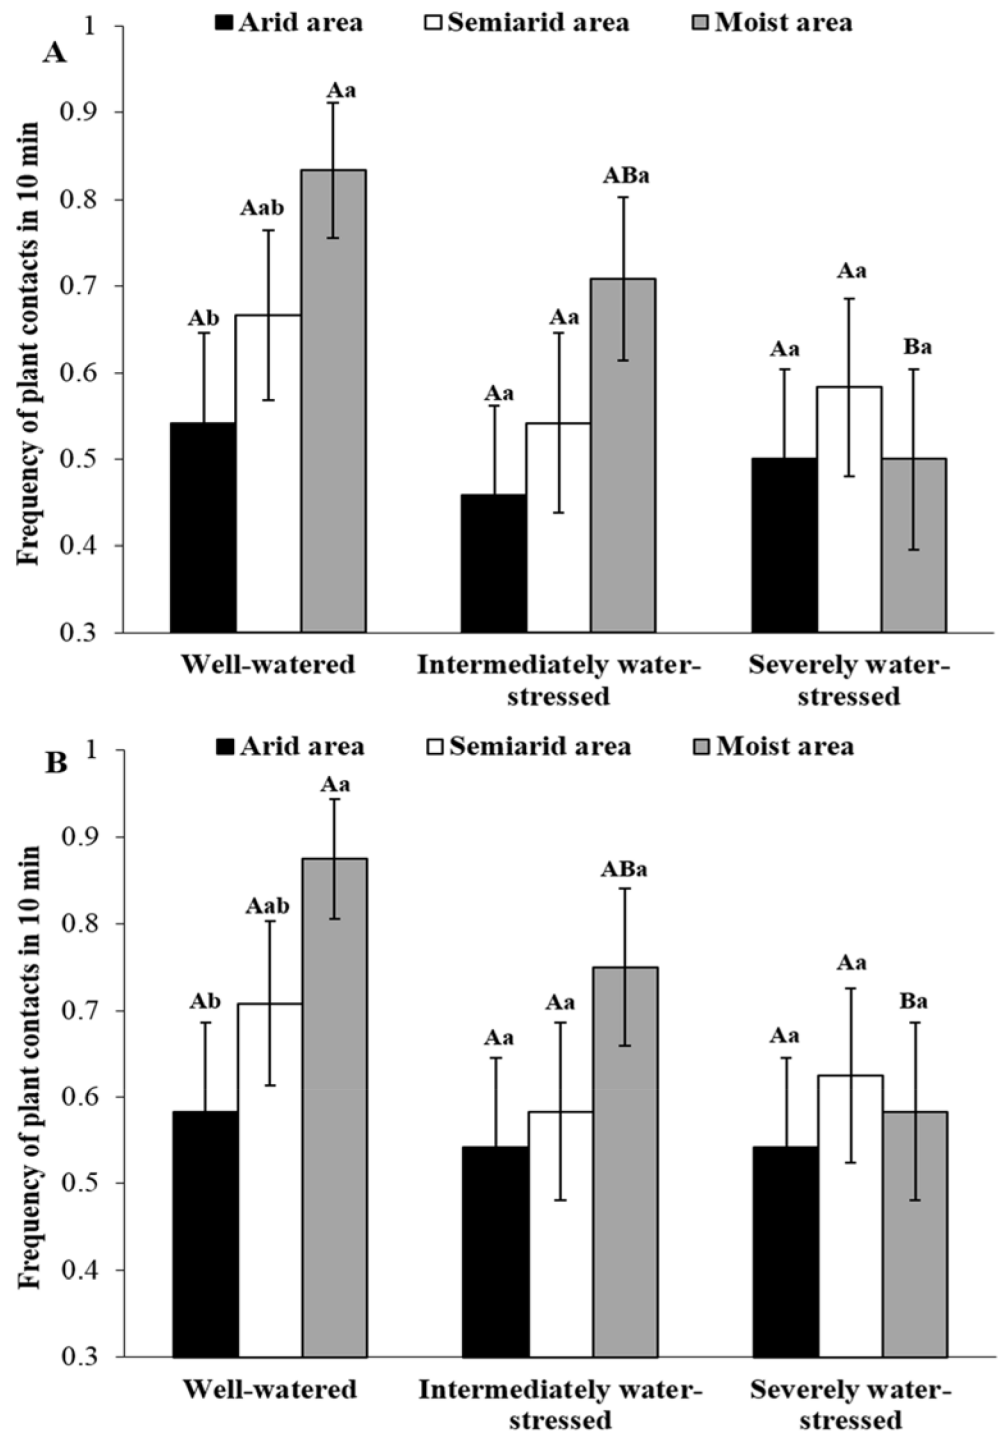 A
Arid area Semiarid area Moist area
Frequency of plant contacts in 10 min
1
0.9
0.8
0.7
0.6
0.5
0.4
0.3
Ab Aab Aa
Aa Aa ABa
Aa Aa Ba
Well-watered
Intermediately water-
stressed
Severely water-
stressed
B
Arid area Semiarid area Moist area
Frequency of plant contacts in 10 min
1
0.9
0.8
0.7
0.6
0.5
0.4
0.3
Ab Aab Aa
Aa Aa ABa
Aa Aa Ba
Well-watered
Intermediately water-
stressed
Severely water-
stressed